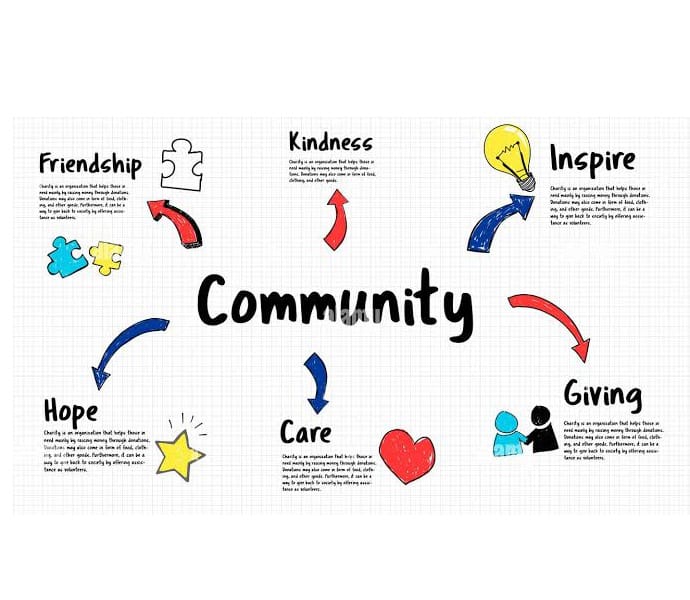 Friendship
Charity is an organization that helps those in
need mainly by raising money through donations.
Donations may also come in form of food, cloth-
ing, and other goods. Furthermore, it can be a
way to give back to society by offering assis-
tance as volunteers.
Kindness
Charity is an organization that helps those in
need mainly by raising money through dona-
tions. Donations may also come in form of food,
clothing, and other goods.
Inspire
Charity is an organization that helps those in
need mainly by raising money through donations.
Donations may also come in form of food, cloth-
ing, and other goods. Furthermore, it can be a
way to give back to society by offering assis-
tance as volunteers.
Community
Hope
Charity is an organization that helps those in
need mainly by raising money through donations.
Donations may also come in form of food, cloth-
ing, and other goods. Furthermore, it can be a
way to give back to society by offering assis-
tance as volunteers.
Care
Charity is an organization that helps those in
need mainly by raising money through donations.
Donations may also come in form of food, cloth-
ing, and other goods. Furthermore, it can be a
way to give back to society by offering assis-
tance as volunteers.
Giving
Charity is an organization that helps those in
need mainly by raising money through donations.
Donations may also come in form of food, cloth-
ing, and other goods. Furthermore, it can be a
way to give back to society by offering assis-
tance as volunteers.